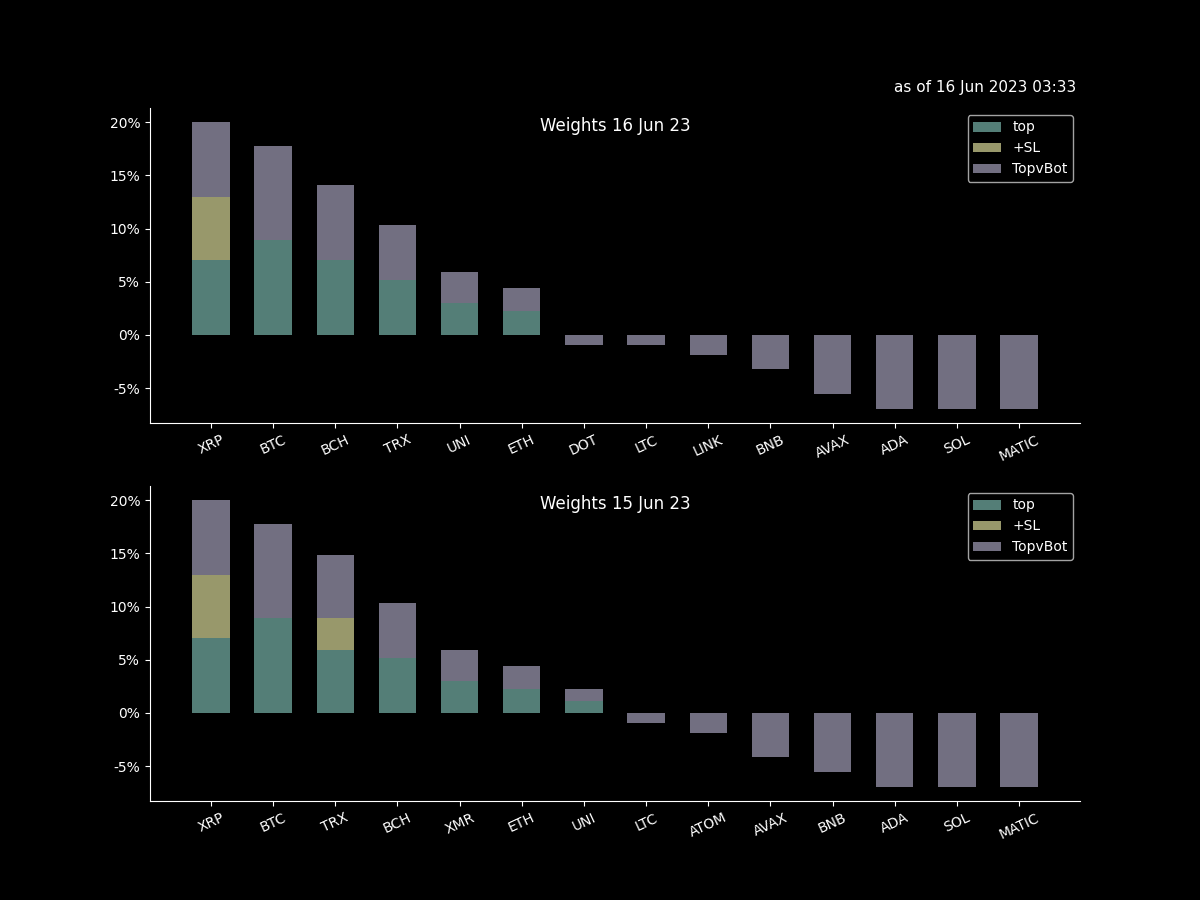 as of 16 Jun 2023 03:33
Weights 16 Jun 23
top
+SL
TopvBot
20%
15%
10%
5%
0%
-5%
XRP BTC BCH TRX UNI ETH DOT LTC LINK BNB AVAX ADA SOL MATIC
Weights 15 Jun 23
top
+SL
TopvBot
20%
15%
10%
5%
0%
-5%
XRP BTC TRX BCH XMR ETH UNI LTC ATOM AVAX BNB ADA SOL MATIC